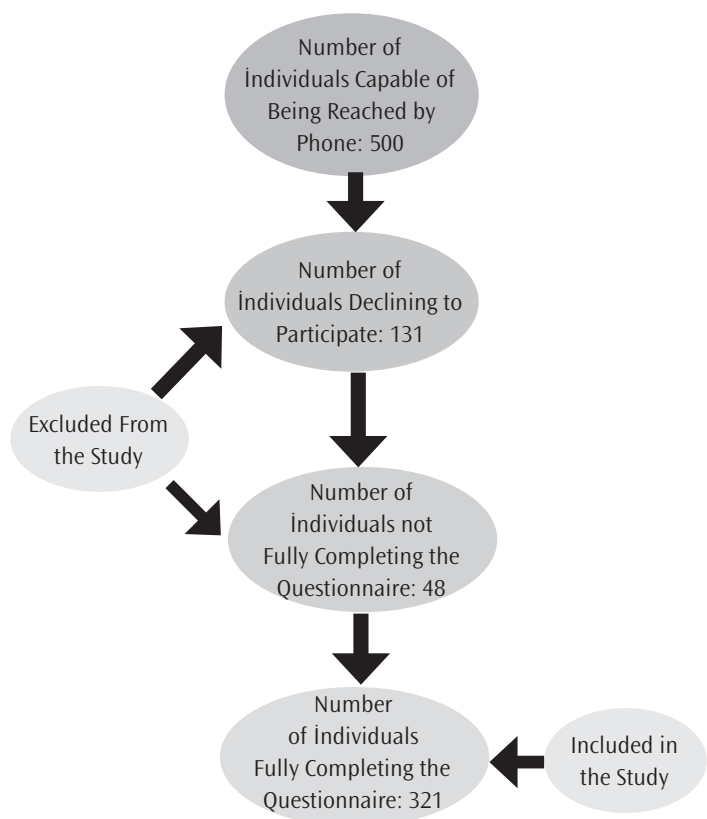 Number of
İndividuals Capable of
Being Reached by
Phone: 500
Number of
İndividuals Declining to
Participate: 131
Excluded From
the Study
Number of
İndividuals not
Fully Completing the
Questionnaire: 48
Number
of İndividuals
Fully Completing the
Questionnaire: 321
Included in
the Study